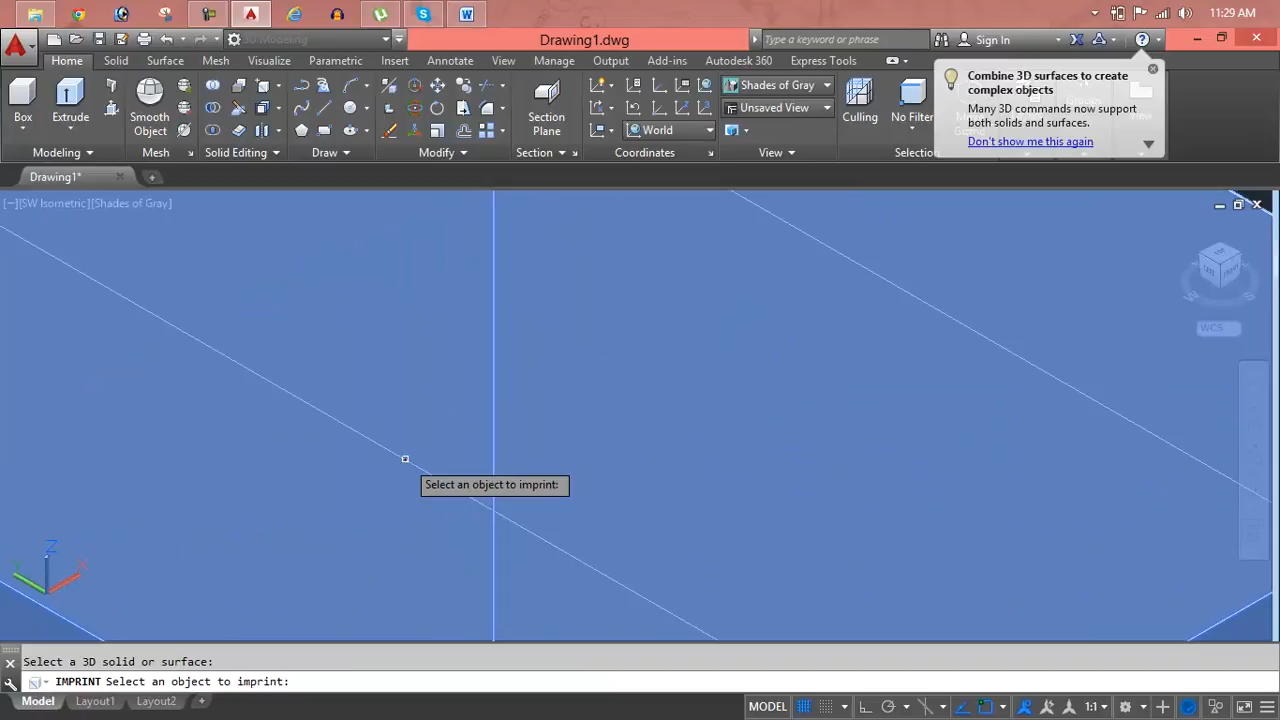 11:29 AM
3D Modeling
Drawing1.dwg
Type a keyword or phrase
Sign In
Home Solid Surface Mesh Visualize Parametric Insert Annotate View Manage Output Add-ins Autodesk 360 Express Tools
Combine 3D surfaces to create
complex objects
Many 3D commands now support
both solids and surfaces.
Don't show me this again
Box
Extrude
Smooth
Object
Section
Plane
World
Shades of Gray
Unsaved View
Culling
No Filter
Modeling Mesh Solid Editing Draw Modify Section Coordinates View Selection
Drawing1*
[−][SW Isometric][Shades of Gray]
WCS
Select an object to imprint:
Z
X
Y
Select a 3D solid or surface:
IMPRINT Select an object to imprint:
Model Layout1 Layout2
MODEL
1:1